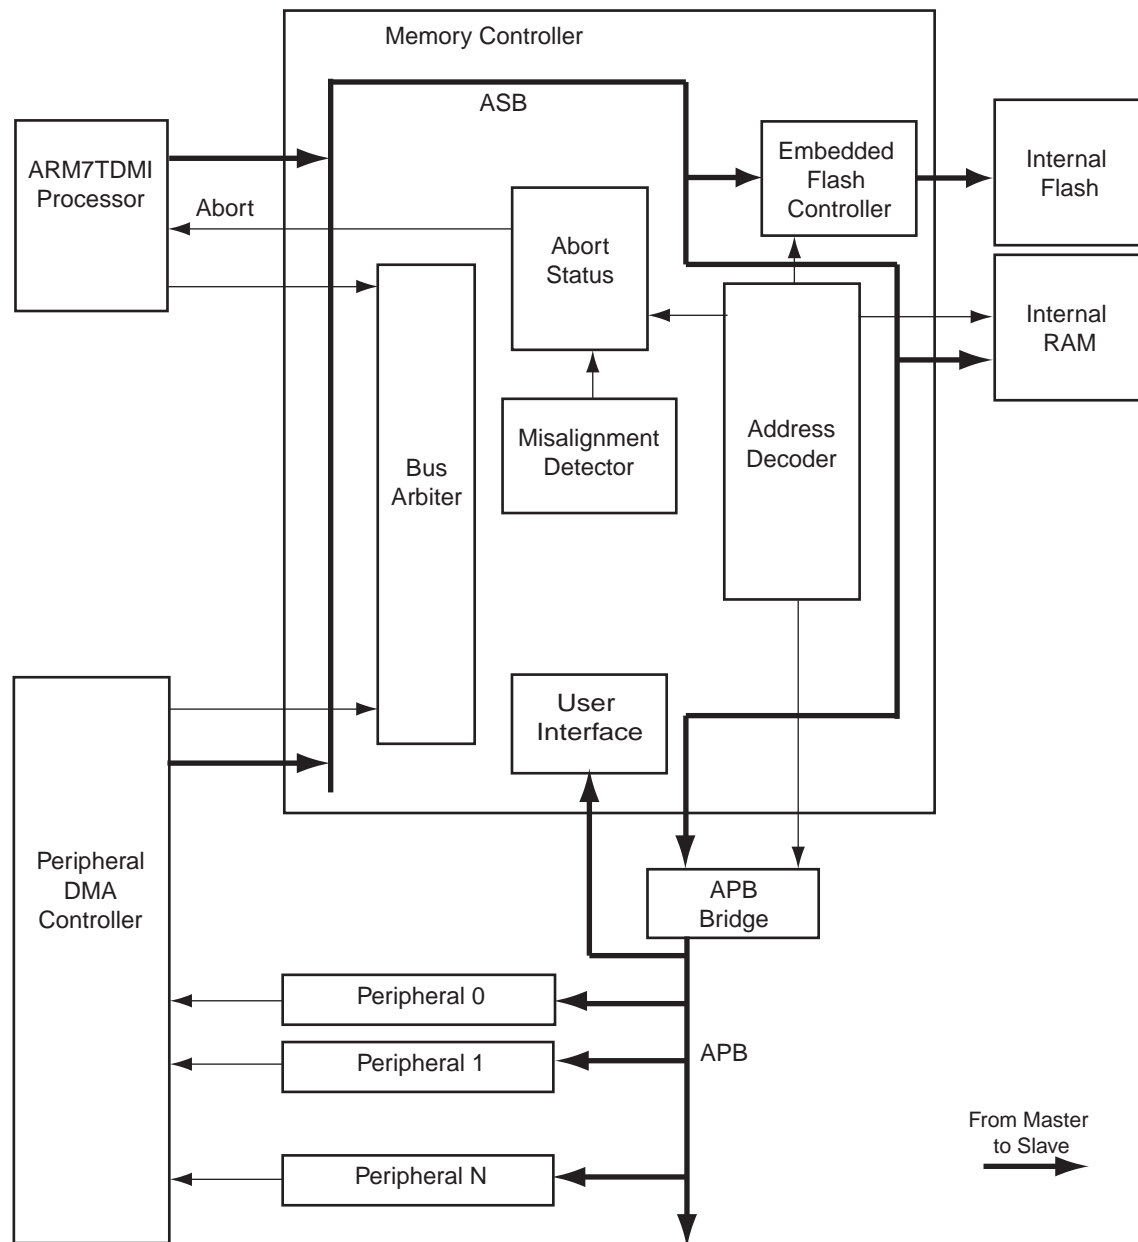 Memory Controller
ASB
ARM7TDMI
Processor
Abort
Embedded
Flash
Controller
Internal
Flash
Abort
Status
Internal
RAM
Misalignment
Detector
Address
Decoder
Bus
Arbiter
User
Interface
Peripheral
DMA
Controller
APB
Bridge
Peripheral 0
Peripheral 1
APB
Peripheral N
From Master
to Slave